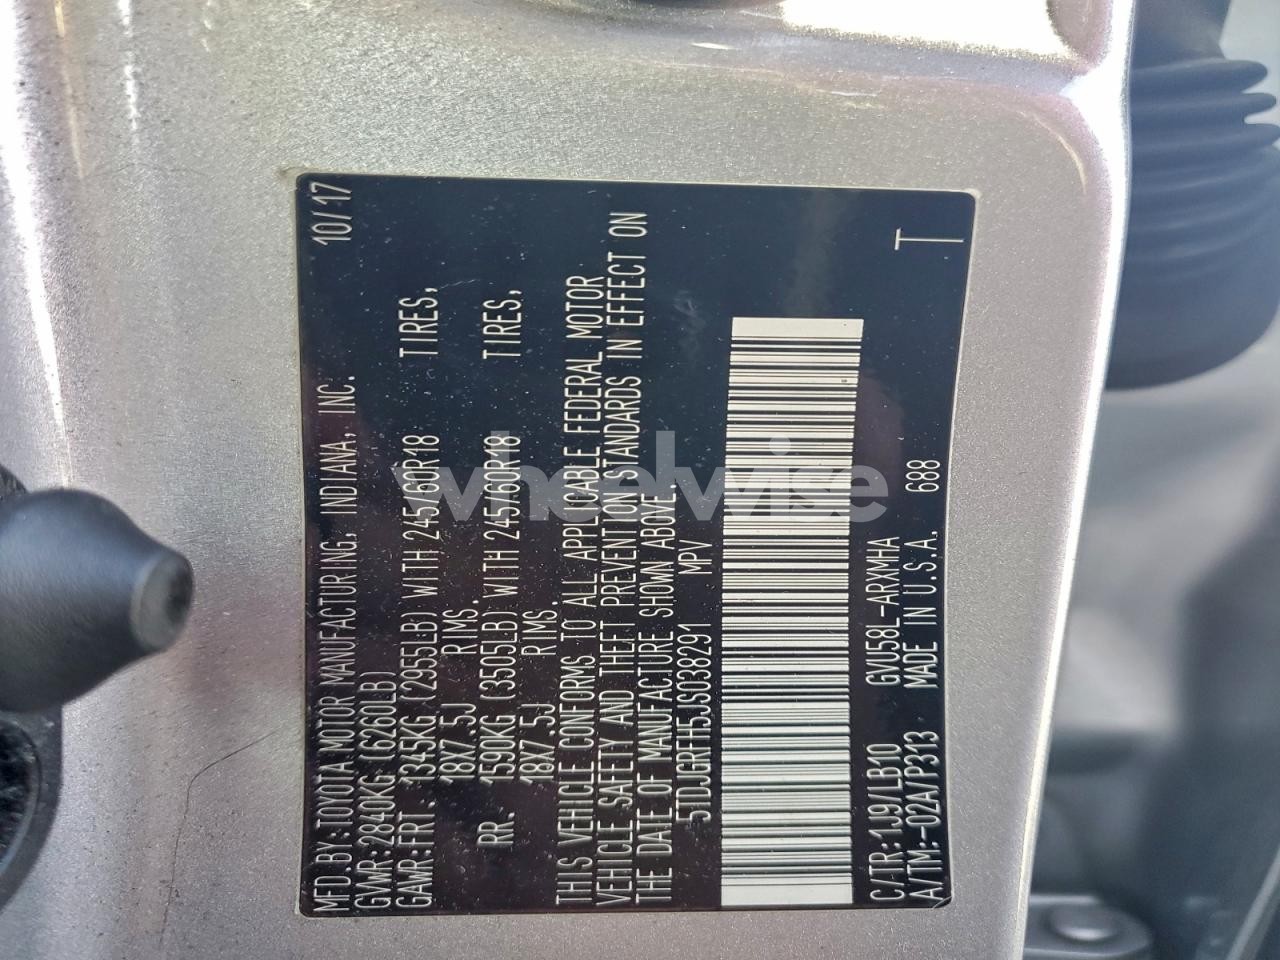 MFD.BY:TOYOTA MOTOR MANUFACTURING, INDIANA, INC. 10/17
GVWR:2840KG (6260LB)
GAWR:FRT. 1345KG (2955LB) WITH 245/60R18 TIRES,
18X7.5J RIMS.
RR. 1590KG (3505LB) WITH 245/60R18 TIRES,
18X7.5J RIMS.
THIS VEHICLE CONFORMS TO ALL APPLICABLE FEDERAL MOTOR
VEHICLE SAFETY AND THEFT PREVENTION STANDARDS IN EFFECT ON
THE DATE OF MANUFACTURE SHOWN ABOVE.
5TDJGRFH5JS038291 MPV
C/TR:1J9/LB10 GVU58L-ARXMHA
A/TM:-02A/P313 MADE IN U.S.A. 688 T
wheelwise